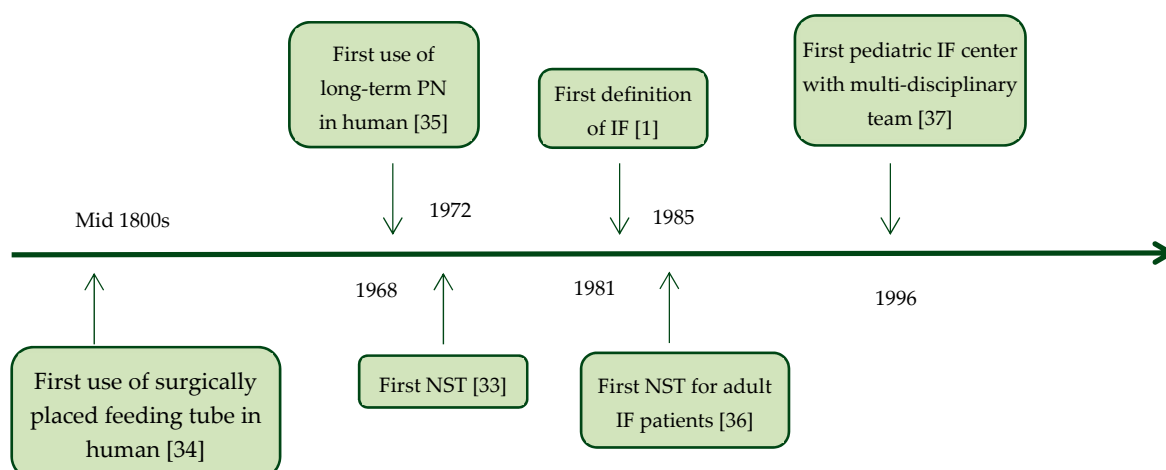 First use of
long-term PN
in human [35]
First definition
of IF [1]
First pediatric IF center
with multi-disciplinary
team [37]
Mid 1800s
1972
1985
1968
1981
1996
First use of surgically
placed feeding tube in
human [34]
First NST [33]
First NST for adult
IF patients [36]